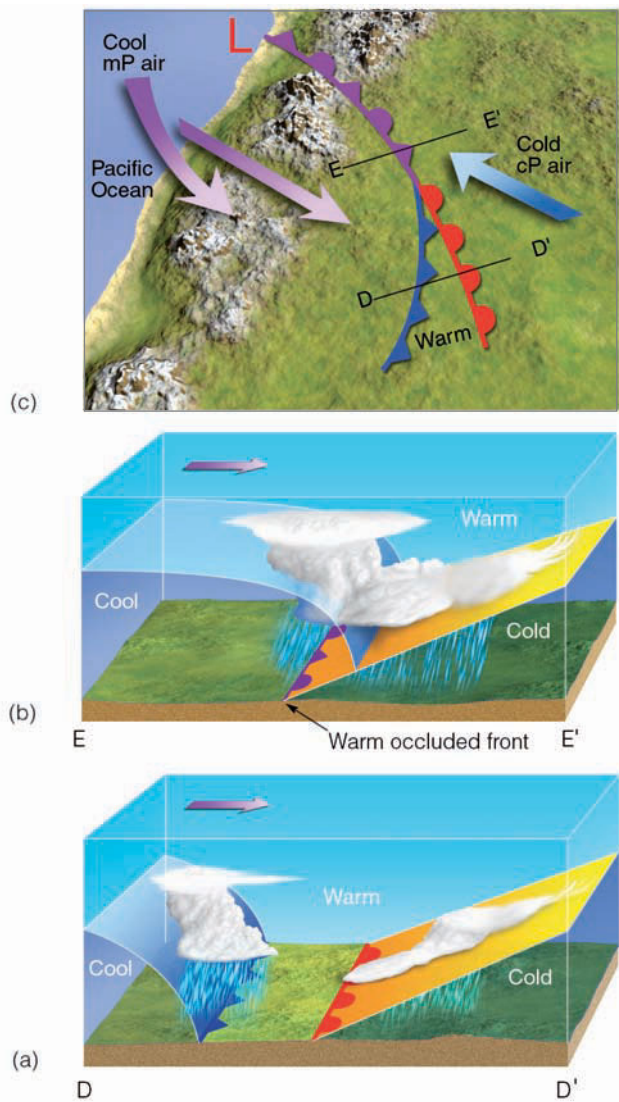 L
Cool
mP air
Pacific
Ocean
E
E'
Cold
cP air
D
D'
Warm
(c)
Warm
Cool
Cold
(b)
E
Warm occluded front
E'
Warm
Cool
Cold
(a)
D
D'